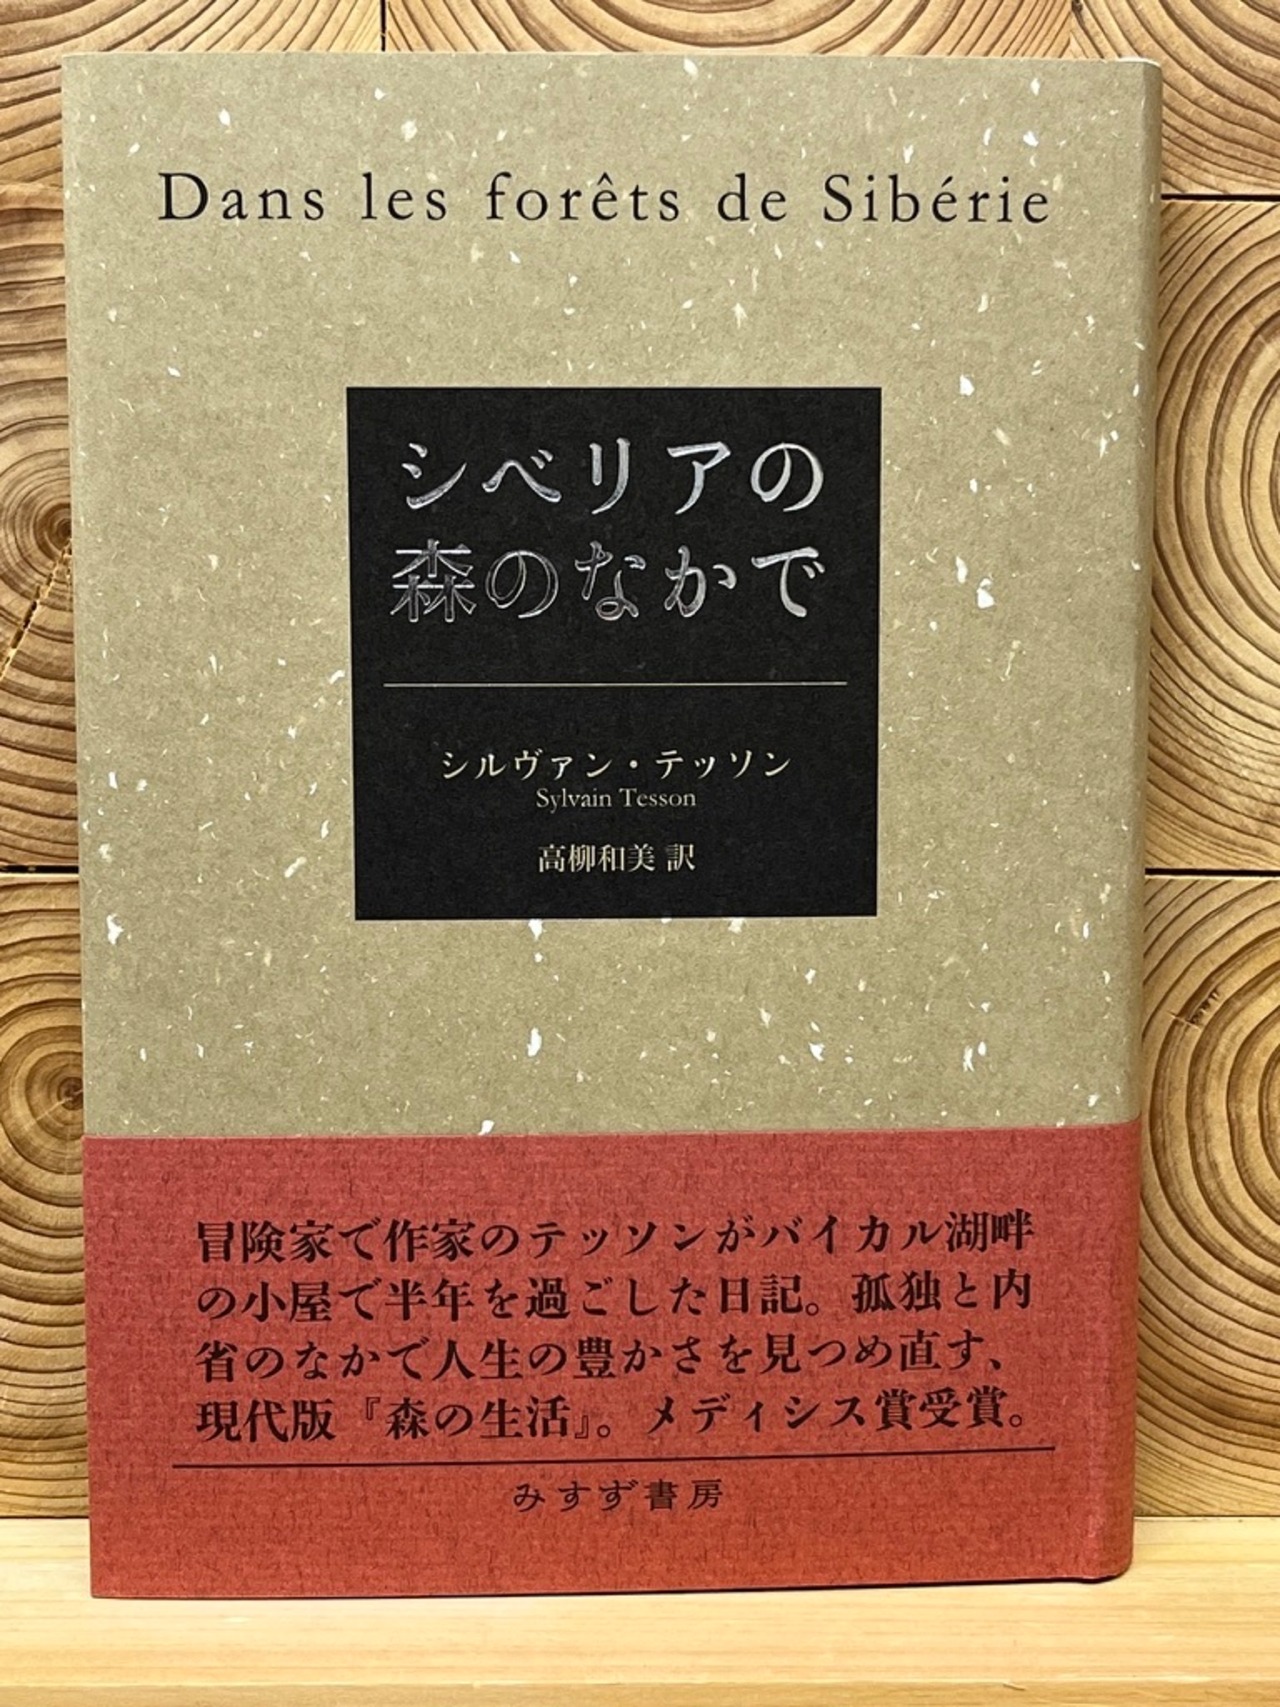 Dans les forêts de Sibérie
シベリアの
森のなかで
シルヴァン・テッソン
Sylvain Tesson
高柳和美 訳
冒険家で作家のテッソンがバイカル湖畔
の小屋で半年を過ごした日記。孤独と内
省のなかで人生の豊かさを見つめ直す、
現代版『森の生活』。メディシス賞受賞。
みすず書房